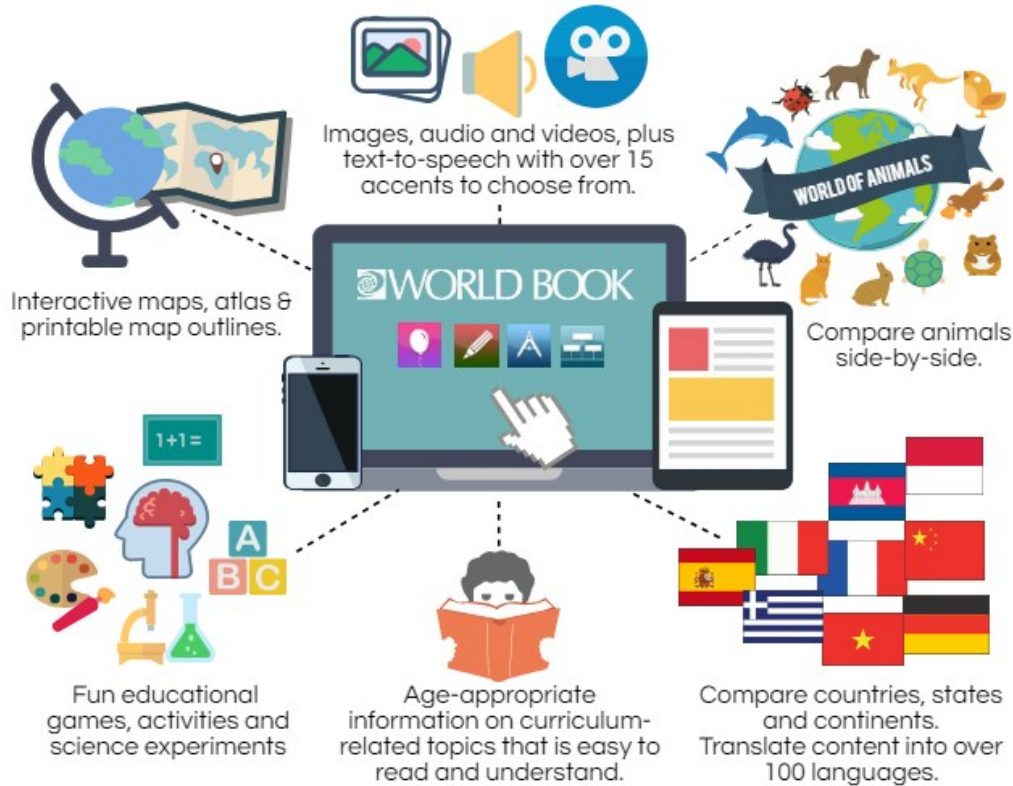 Images, audio and videos, plus
text-to-speech with over 15
accents to choose from.
WORLD OF ANIMALS
Interactive maps, atlas &
printable map outlines.
WORLD BOOK
Compare animals
side-by-side.
1+1=
A
B C
Fun educational
games, activities and
science experiments
Age-appropriate
information on curriculum-
related topics that is easy to
read and understand.
Compare countries, states
and continents.
Translate content into over
100 languages.